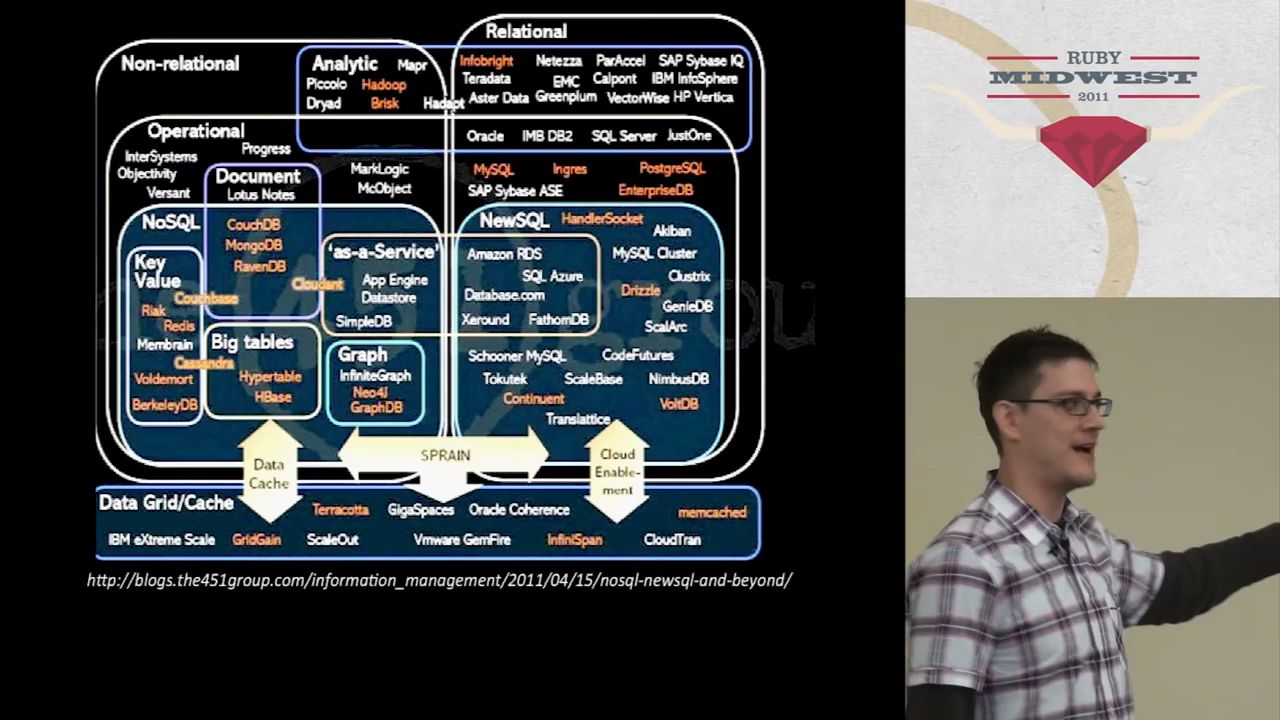 Relational
Non-relational
Analytic
Mapr
Infobright
Netezza
ParAccel
SAP Sybase IQ
Piccolo
Hadoop
Teradata
EMC
Calpont
IBM InfoSphere
Dryad
Brisk
Hadapt
Aster Data
Greenplum
VectorWise
HP Vertica
Operational
Oracle
IMB DB2
SQL Server
JustOne
Progress
InterSystems
Objectivity
Versant
Document
Lotus Notes
MarkLogic
McObject
MySQL
Ingres
PostgreSQL
SAP Sybase ASE
EnterpriseDB
NoSQL
CouchDB
MongoDB
RavenDB
NewSQL
HandlerSocket
Akiban
'as-a-Service'
Amazon RDS
MySQL Cluster
Key
Value
Cloudant
App Engine
Datastore
SimpleDB
SQL Azure
Clustrix
Database.com
Drizzle
GenieDB
Xeround
FathomDB
ScalArc
Couchbase
Riak
Redis
Membrain
Cassandra
Voldemort
BerkeleyDB
Big tables
Hypertable
HBase
Graph
InfiniteGraph
Neo4J
GraphDB
Schooner MySQL
CodeFutures
Tokutek
ScaleBase
NimbusDB
Continuent
VoltDB
Translattice
Data
Cache
SPRAIN
Cloud
Enable-
ment
Data Grid/Cache
Terracotta
GigaSpaces
Oracle Coherence
memcached
IBM eXtreme Scale
GridGain
ScaleOut
Vmware GemFire
InfiniSpan
CloudTran
http://blogs.the451group.com/information_management/2011/04/15/nosql-newsql-and-beyond/
RUBY
MIDWEST
2011